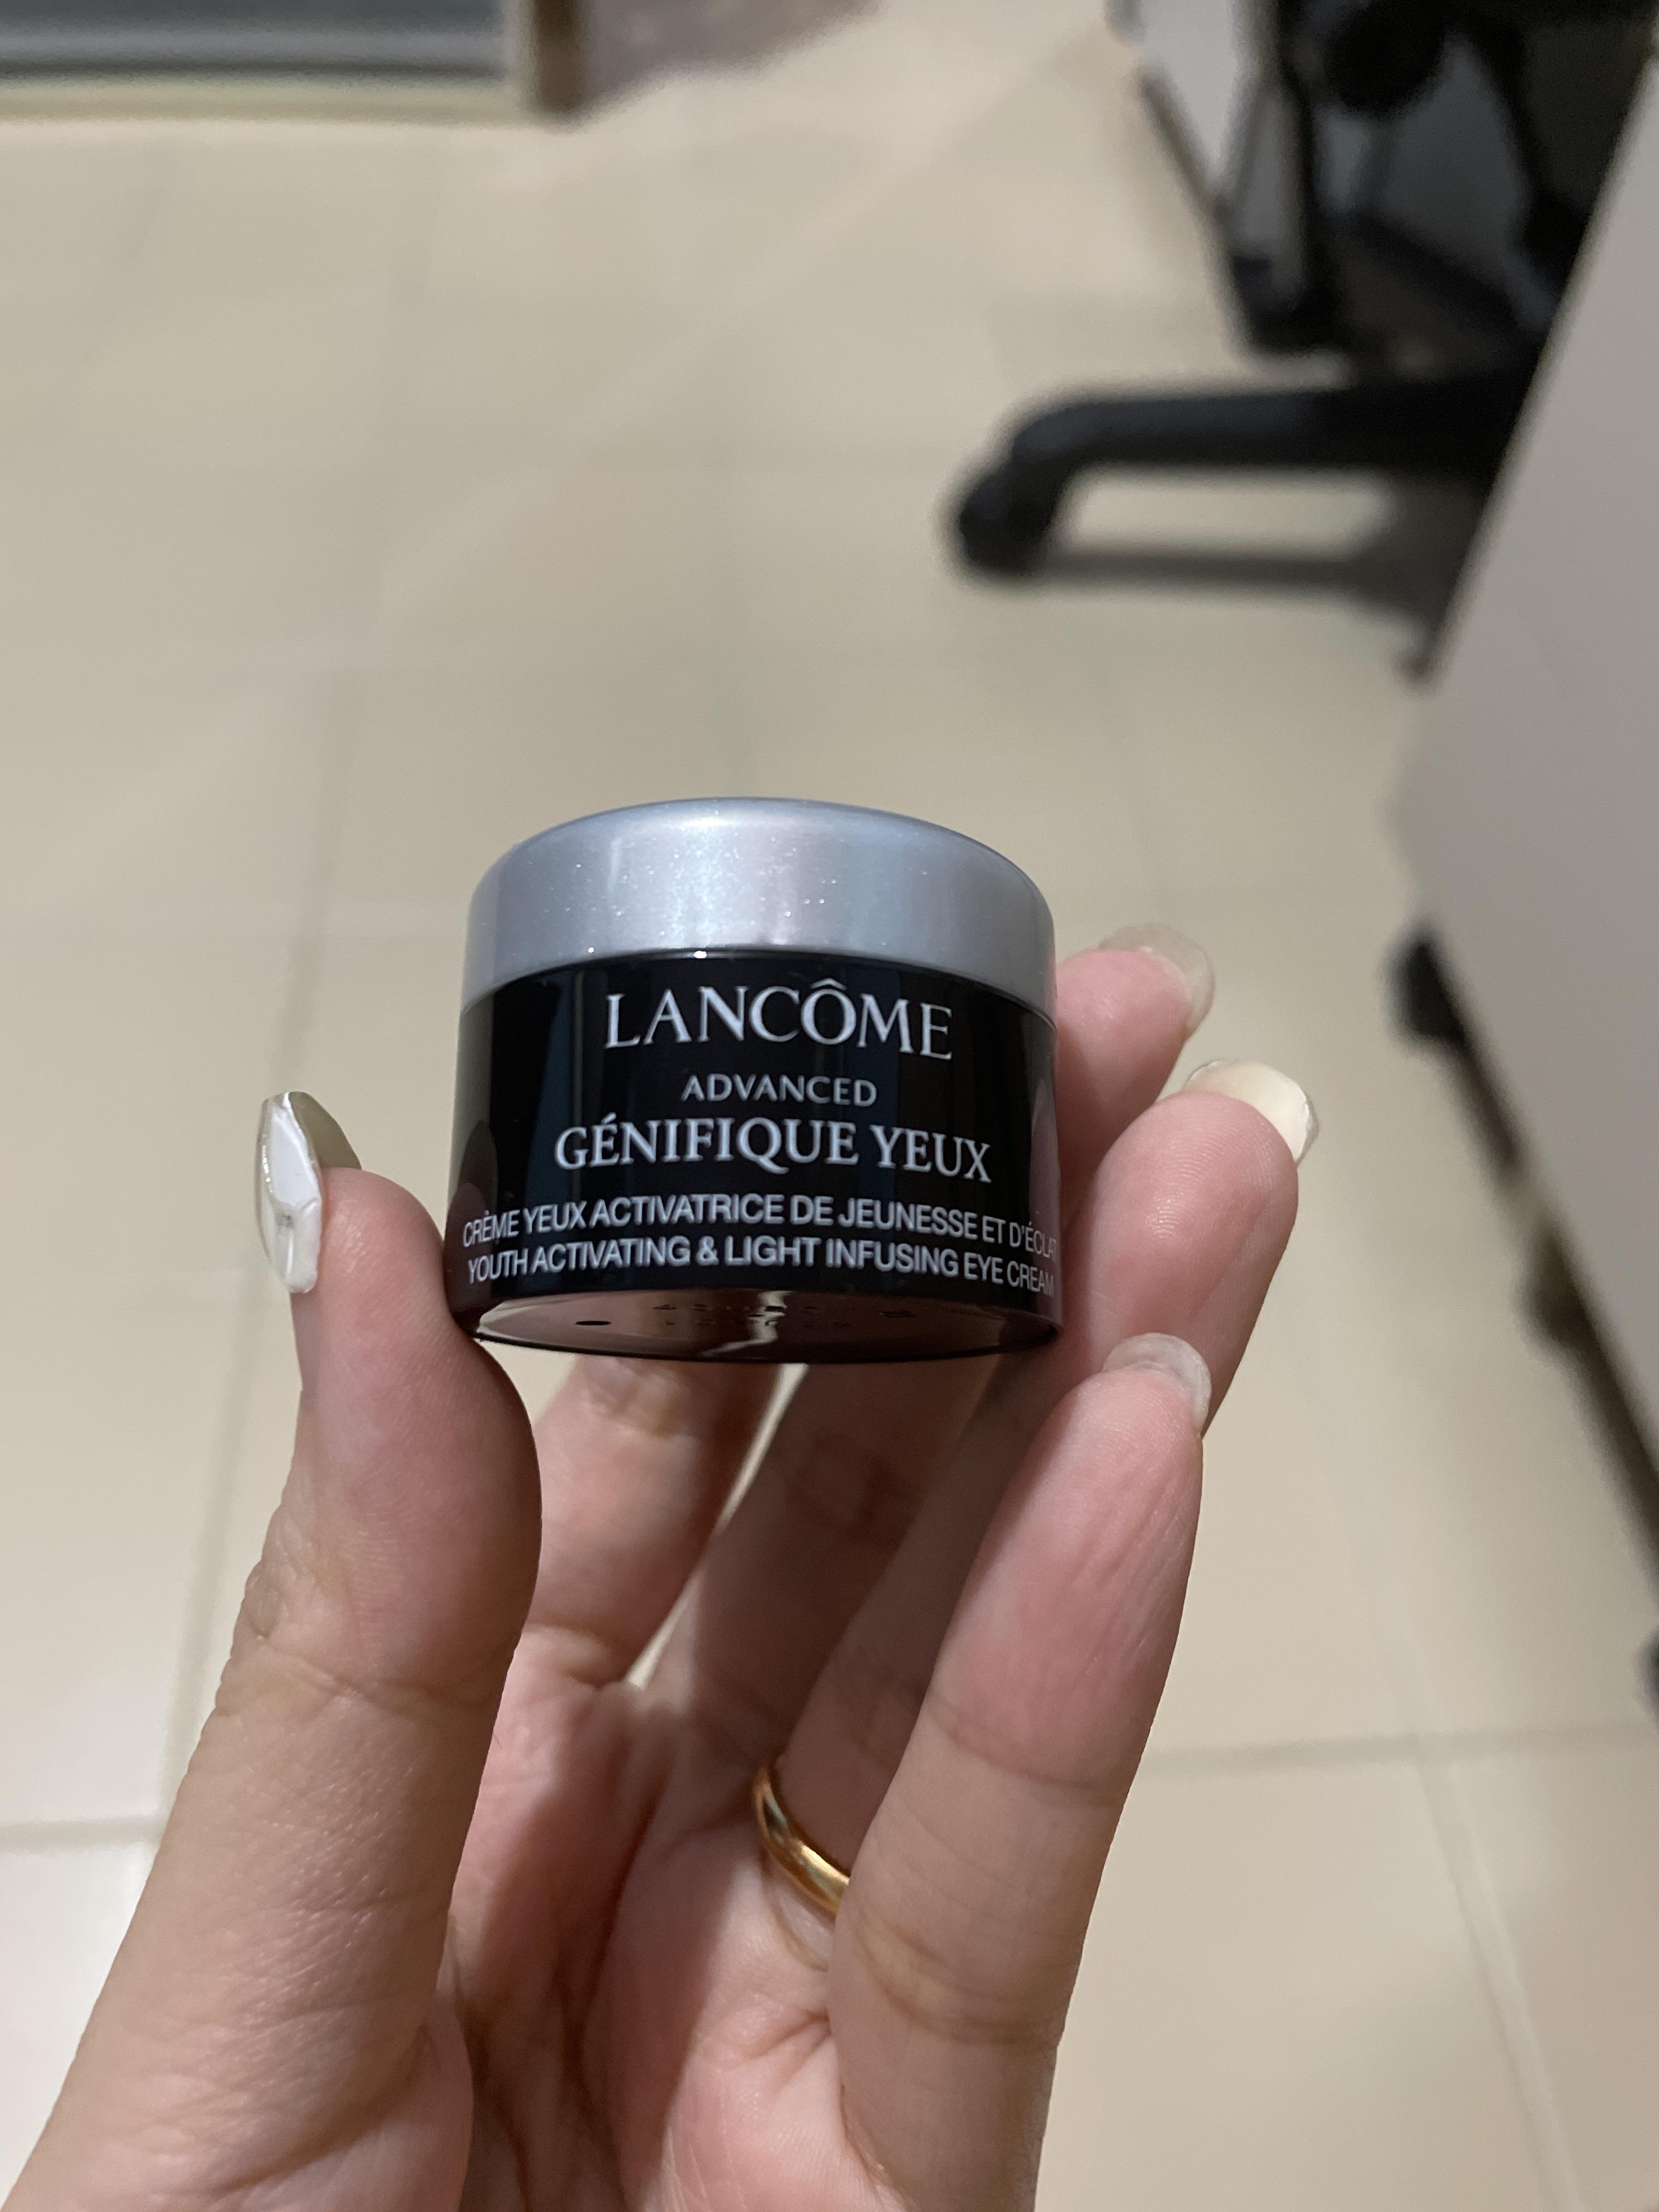 LANCÔME
ADVANCED
GÉNIFIQUE YEUX
CRÈME YEUX ACTIVATRICE DE JEUNESSE ET D'ÉCLAT
YOUTH ACTIVATING & LIGHT INFUSING EYE CREAM